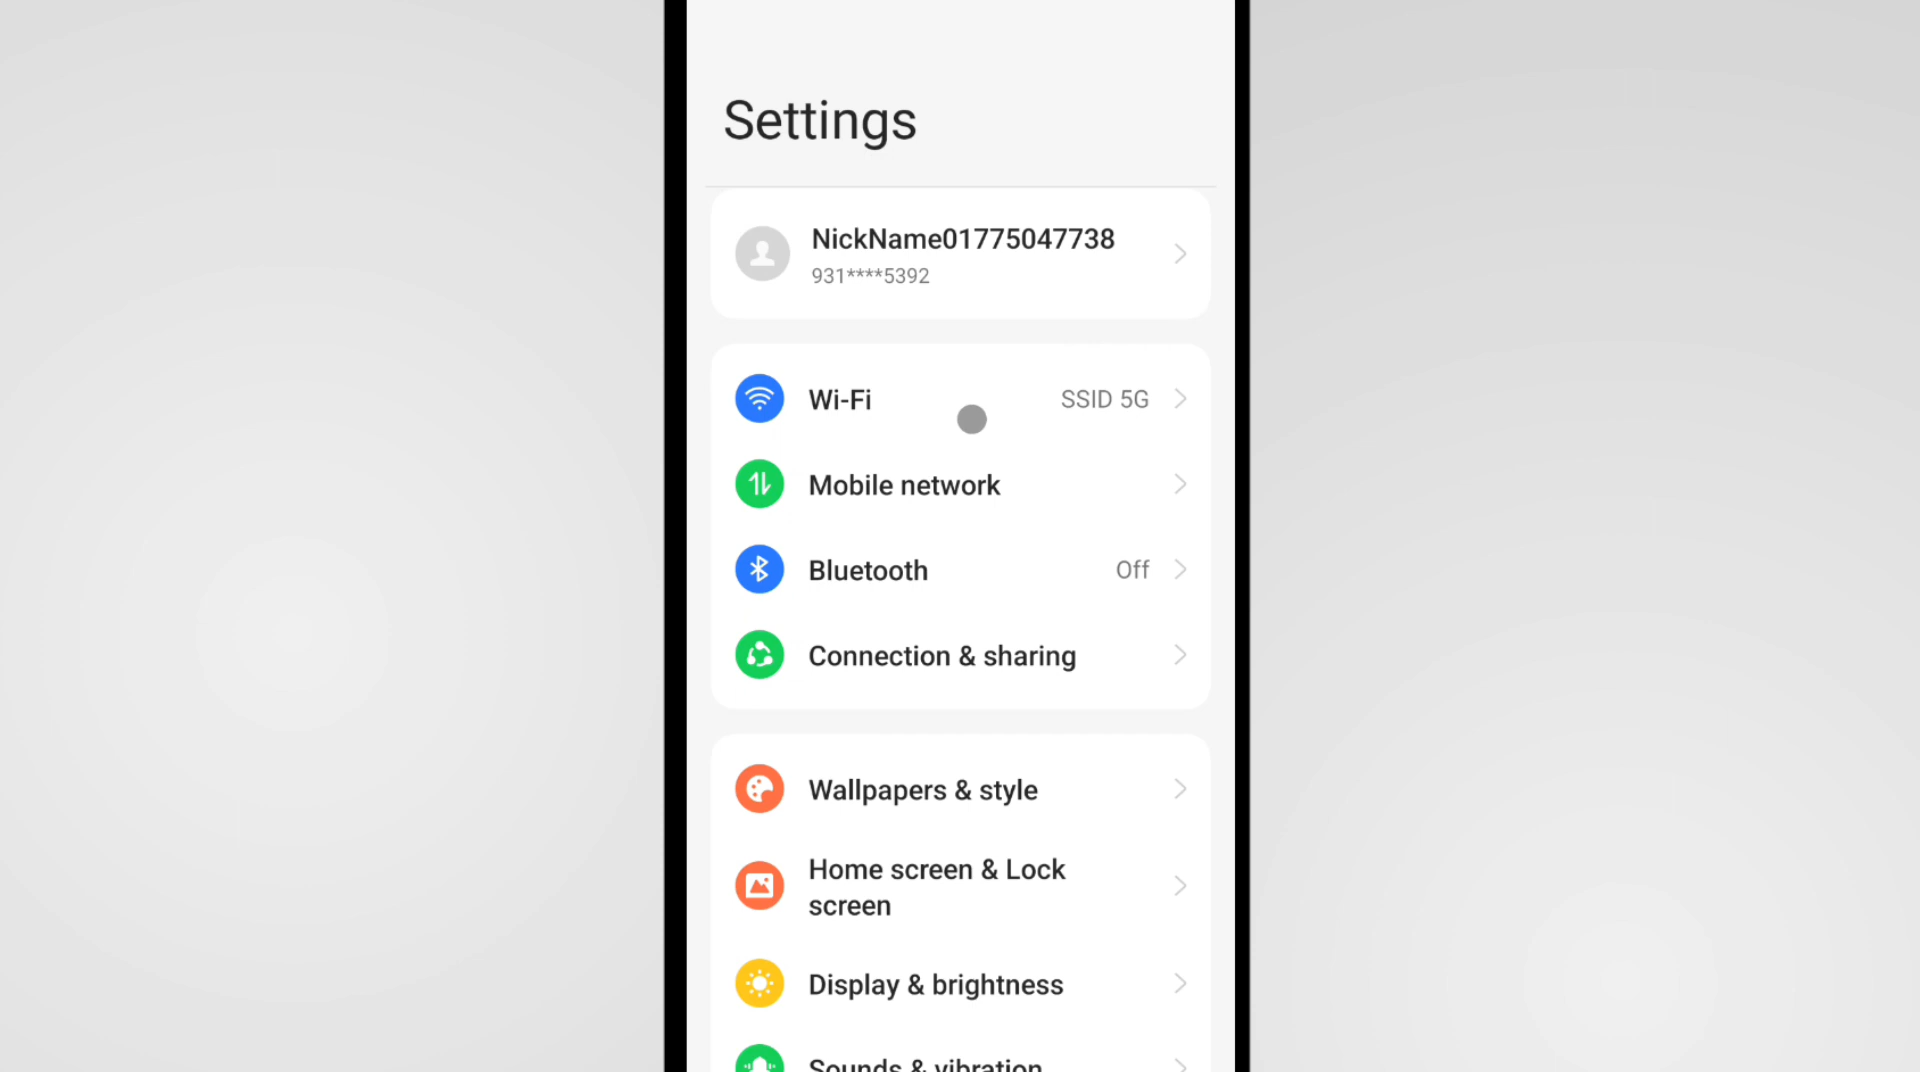 Settings
NickName01775047738
931****5392
Wi-Fi
SSID 5G
Mobile network
Bluetooth
Off
Connection & sharing
Wallpapers & style
Home screen & Lock
screen
Display & brightness
Sounds & vibration